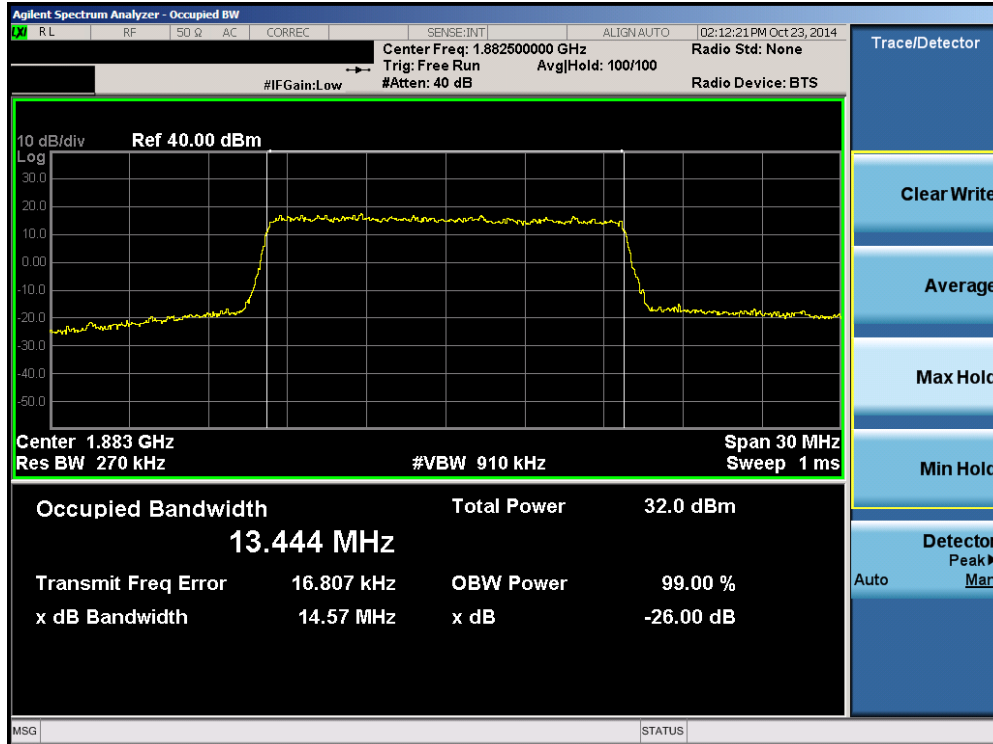 Agilent Spectrum Analyzer - Occupied BW
LXI RL RF 50 Ω AC CORREC SENSE:INT ALIGN AUTO 02:12:21 PM Oct 23, 2014
Center Freq: 1.882500000 GHz Radio Std: None
Trig: Free Run Avg|Hold: 100/100
#IFGain:Low #Atten: 40 dB Radio Device: BTS
10 dB/div Ref 40.00 dBm
Log
30.0
20.0
10.0
0.00
-10.0
-20.0
-30.0
-40.0
-50.0
Center 1.883 GHz Span 30 MHz
Res BW 270 kHz #VBW 910 kHz Sweep 1 ms
Occupied Bandwidth Total Power 32.0 dBm
13.444 MHz
Transmit Freq Error 16.807 kHz OBW Power 99.00 %
x dB Bandwidth 14.57 MHz x dB -26.00 dB
Trace/Detector
Clear Write
Average
Max Hold
Min Hold
Detector
Peak▶
Auto Man
MSG STATUS